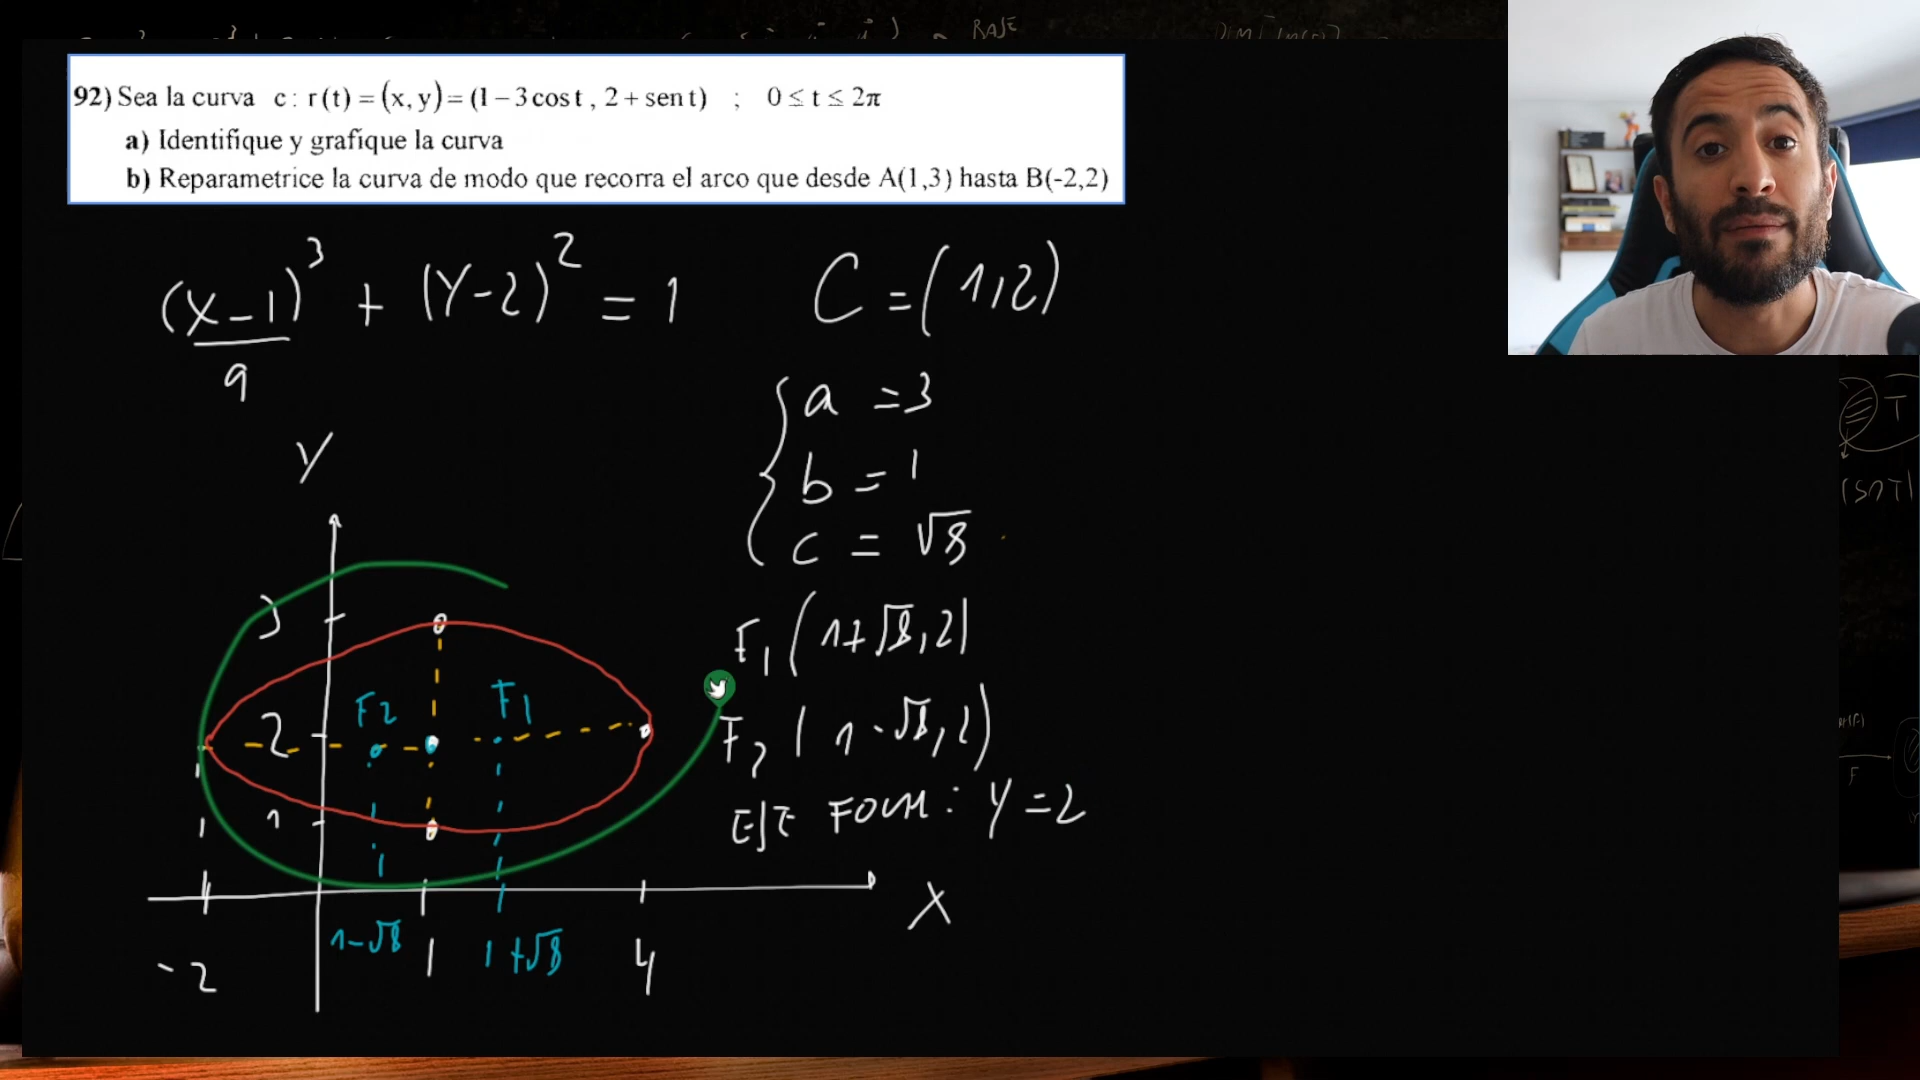 BASE
92) Sea la curva c : r(t) = (x, y) = (1 – 3 cos t , 2 + sen t) ; 0 ≤ t ≤ 2π
a) Identifique y grafique la curva
b) Reparametrice la curva de modo que recorra el arco que desde A(1,3) hasta B(-2,2)
(x-1)³/9 + (Y-2)² = 1
C = (1,2)
a = 3
b = 1
c = √8
F1 (1+√8,2)
F2 (1-√8,2)
EJE FOCAL: Y = 2
Y
3
2
1
F2
F1
X
-2
1-√8
1
1+√8
4
T
F